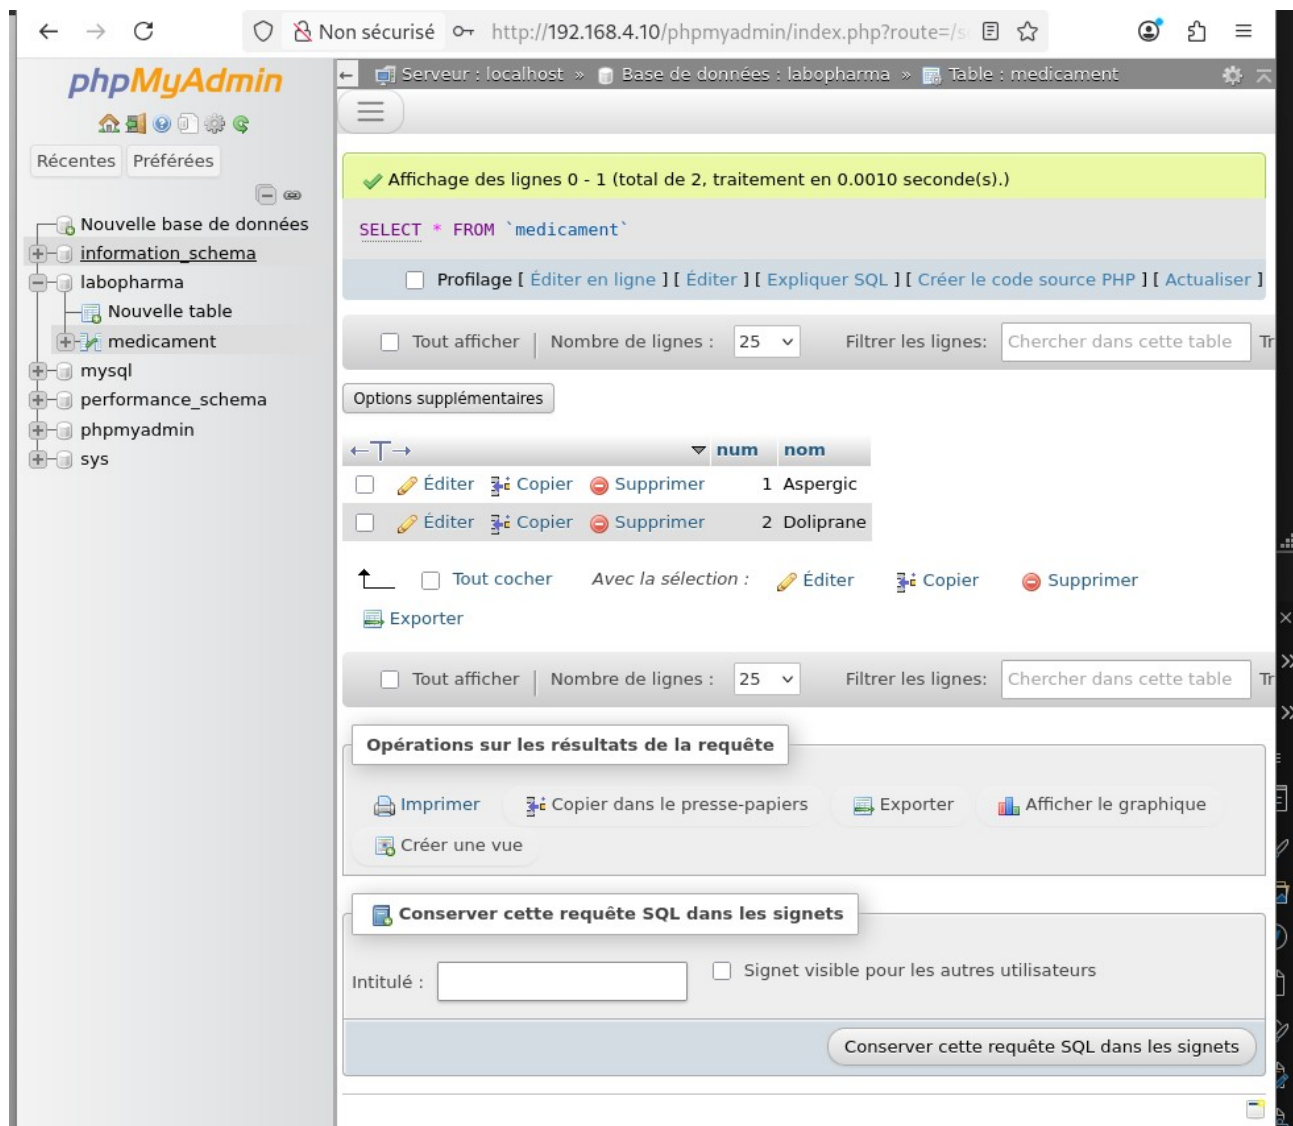 Non sécurisé http://192.168.4.10/phpmyadmin/index.php?route=/s
phpMyAdmin
Récentes Préférées
Nouvelle base de données
information_schema
labopharma
Nouvelle table
medicament
mysql
performance_schema
phpmyadmin
sys
Serveur : localhost » Base de données : labopharma » Table : medicament
Affichage des lignes 0 - 1 (total de 2, traitement en 0.0010 seconde(s).)
SELECT * FROM `medicament`
Profilage [ Éditer en ligne ] [ Éditer ] [ Expliquer SQL ] [ Créer le code source PHP ] [ Actualiser ]
Tout afficher | Nombre de lignes : 25 Filtrer les lignes: Chercher dans cette table Tr
Options supplémentaires
num nom
Éditer Copier Supprimer 1 Aspergic
Éditer Copier Supprimer 2 Doliprane
Tout cocher Avec la sélection : Éditer Copier Supprimer
Exporter
Tout afficher | Nombre de lignes : 25 Filtrer les lignes: Chercher dans cette table Tr
Opérations sur les résultats de la requête
Imprimer Copier dans le presse-papiers Exporter Afficher le graphique
Créer une vue
Conserver cette requête SQL dans les signets
Intitulé : Signet visible pour les autres utilisateurs
Conserver cette requête SQL dans les signets